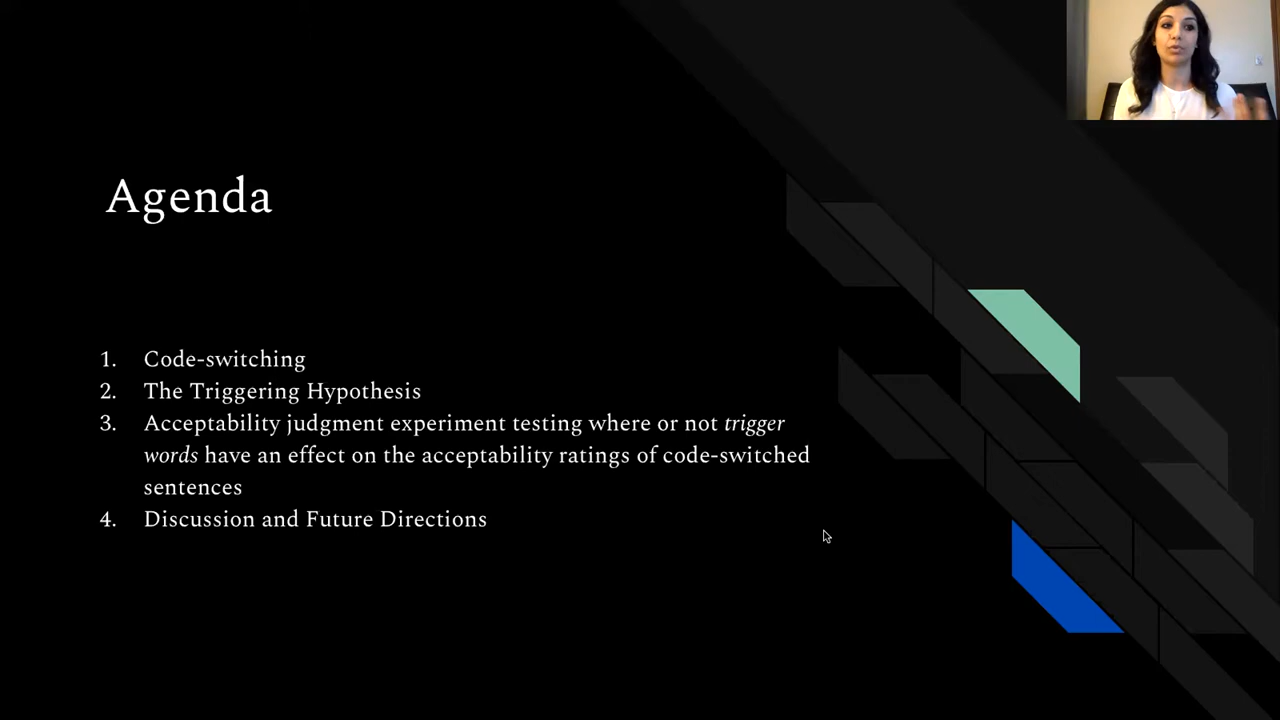 Agenda
1. Code-switching
2. The Triggering Hypothesis
3. Acceptability judgment experiment testing where or not trigger
words have an effect on the acceptability ratings of code-switched
sentences
4. Discussion and Future Directions